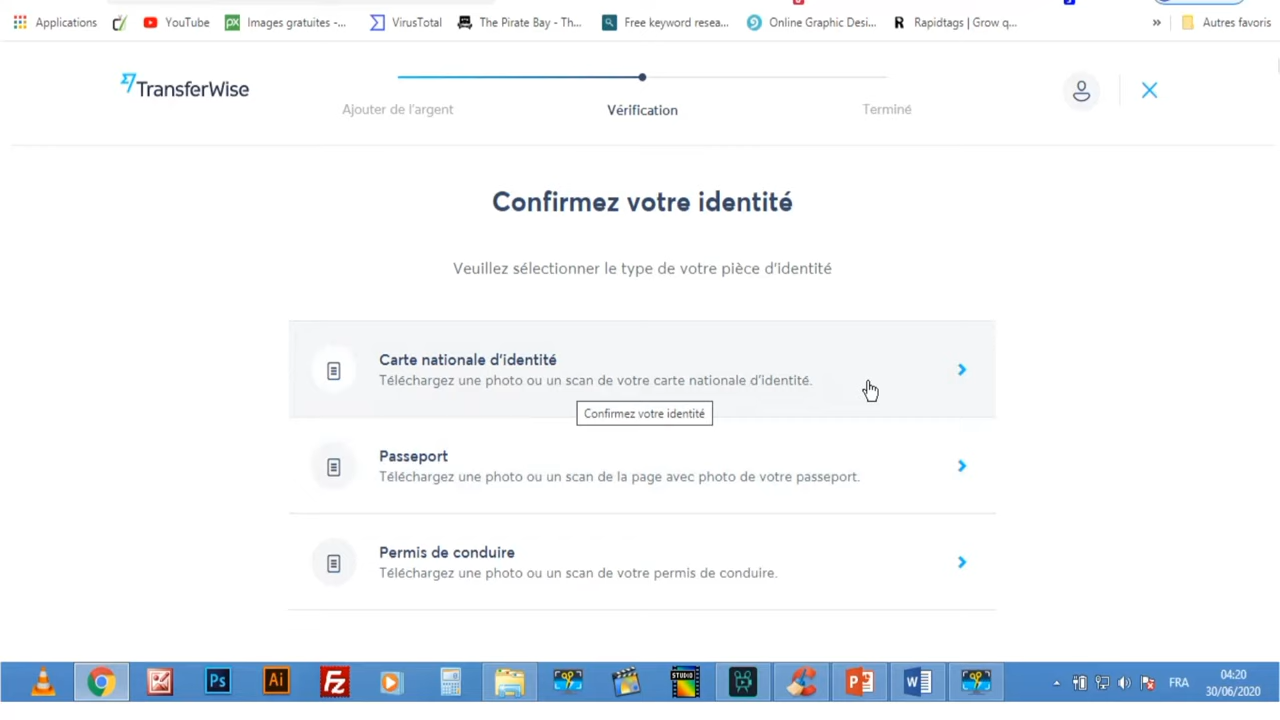 Applications YouTube Images gratuites -... VirusTotal The Pirate Bay - Th... Free keyword resea... Online Graphic Desi... R Rapidtags | Grow q... » Autres favoris
TransferWise
Ajouter de l'argent
Vérification
Terminé
Confirmez votre identité
Veuillez sélectionner le type de votre pièce d'identité
Carte nationale d'identité
Téléchargez une photo ou un scan de votre carte nationale d'identité.
Confirmez votre identité
Passeport
Téléchargez une photo ou un scan de la page avec photo de votre passeport.
Permis de conduire
Téléchargez une photo ou un scan de votre permis de conduire.
Ps Ai Fz STUDIO P W FRA 04:20
30/06/2020